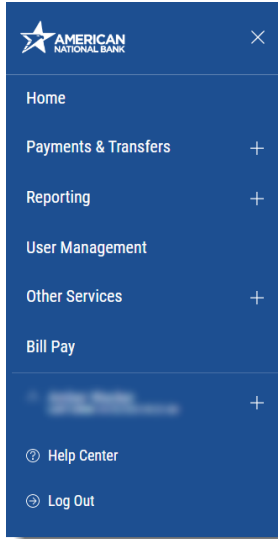 AMERICAN
NATIONAL BANK
Home
Payments & Transfers
Reporting
User Management
Other Services
Bill Pay
Help Center
Log Out